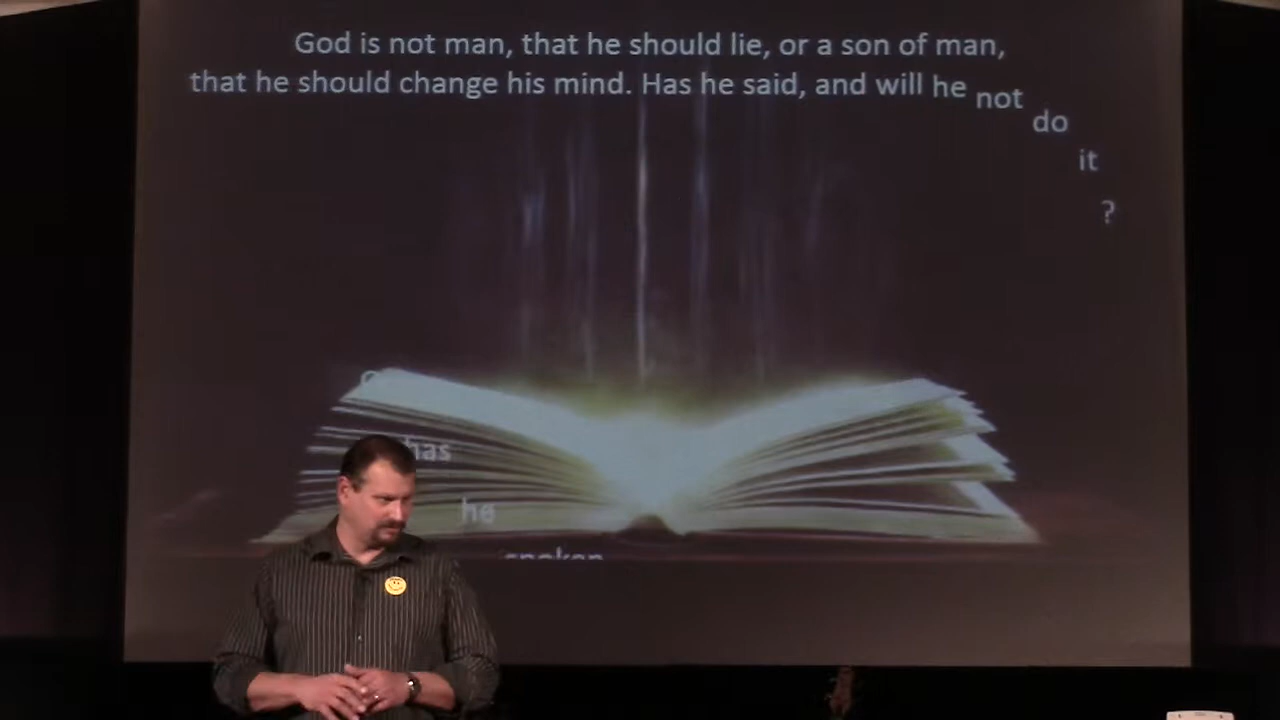 God is not man, that he should lie, or a son of man,
that he should change his mind. Has he said, and will he not do it ?
has
he
spoken